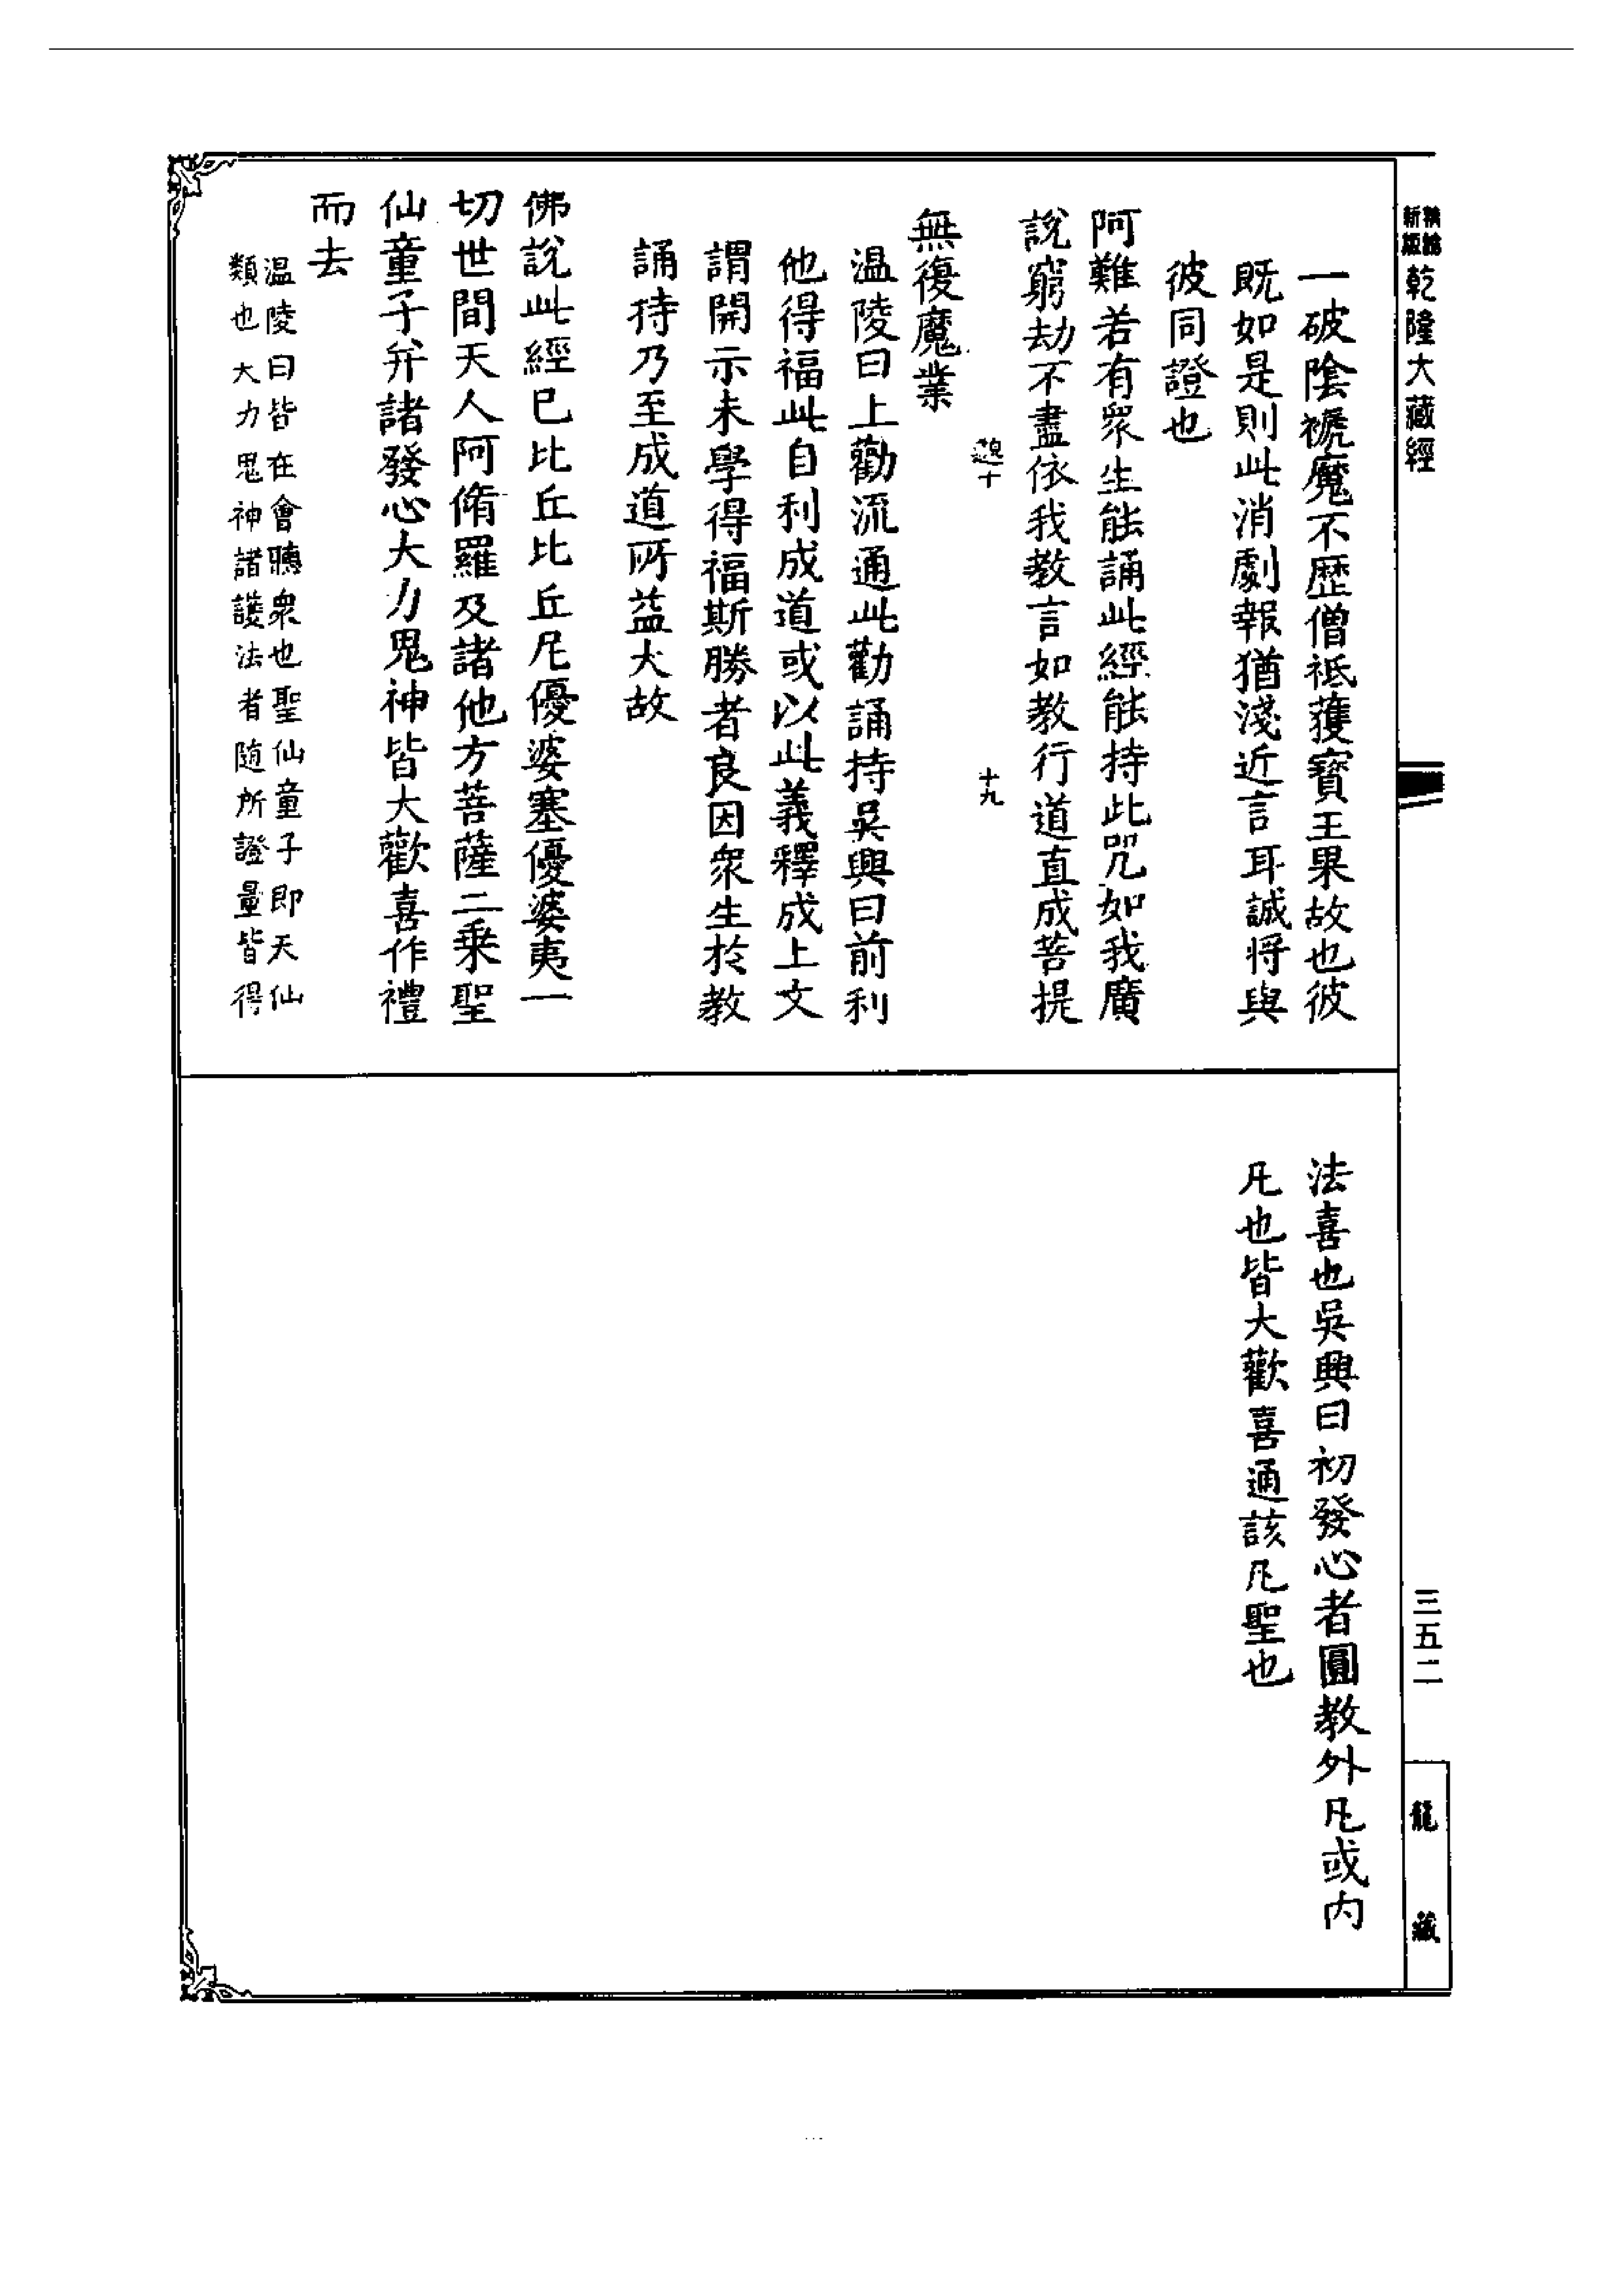 乾隆大藏經
一破陰褫魔不歷僧祇獲寶王果故也彼
既如是則此消劇報猶淺近言耳誠將與
彼同證也
阿難若有衆生能誦此經能持此咒如我廣
說窮劫不盡依我教言如教行道直成菩提
十九
無復魔業
温陵曰上勸流通此勸誦持吳興曰前利
他得福此自利成道或以此義釋成上文
謂開示未學得福斯勝者良因衆生於教
誦持乃至成道所益大故
佛說此經已比丘比丘尼優婆塞優婆夷一
切世間天人阿脩羅及諸他方菩薩二乘聖
仙童子并諸發心大力鬼神皆大歡喜作禮
而去
温陵曰皆在會聽衆也聖仙童子即天仙
類也大力鬼神諸護法者随所證量皆得
法喜也吳興曰初發心者圓教外凡或内
凡也皆大歡喜通該凡聖也
三五二
龍藏